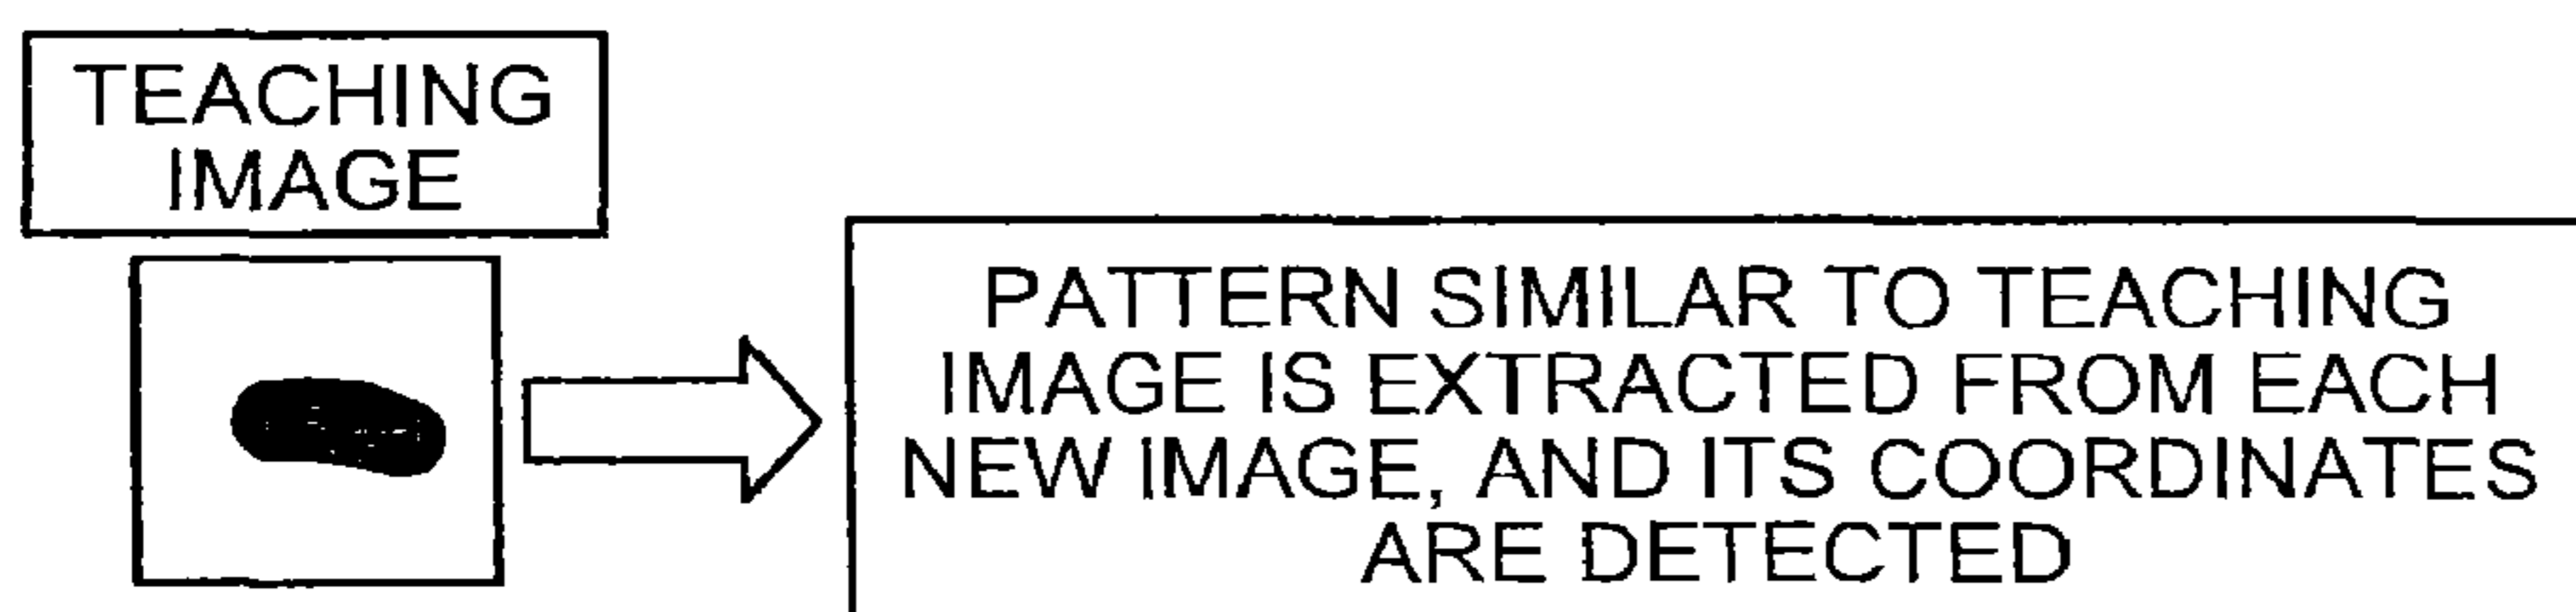 TEACHING
IMAGE
PATTERN SIMILAR TO TEACHING
IMAGE IS EXTRACTED FROM EACH
NEW IMAGE, AND ITS COORDINATES
ARE DETECTED